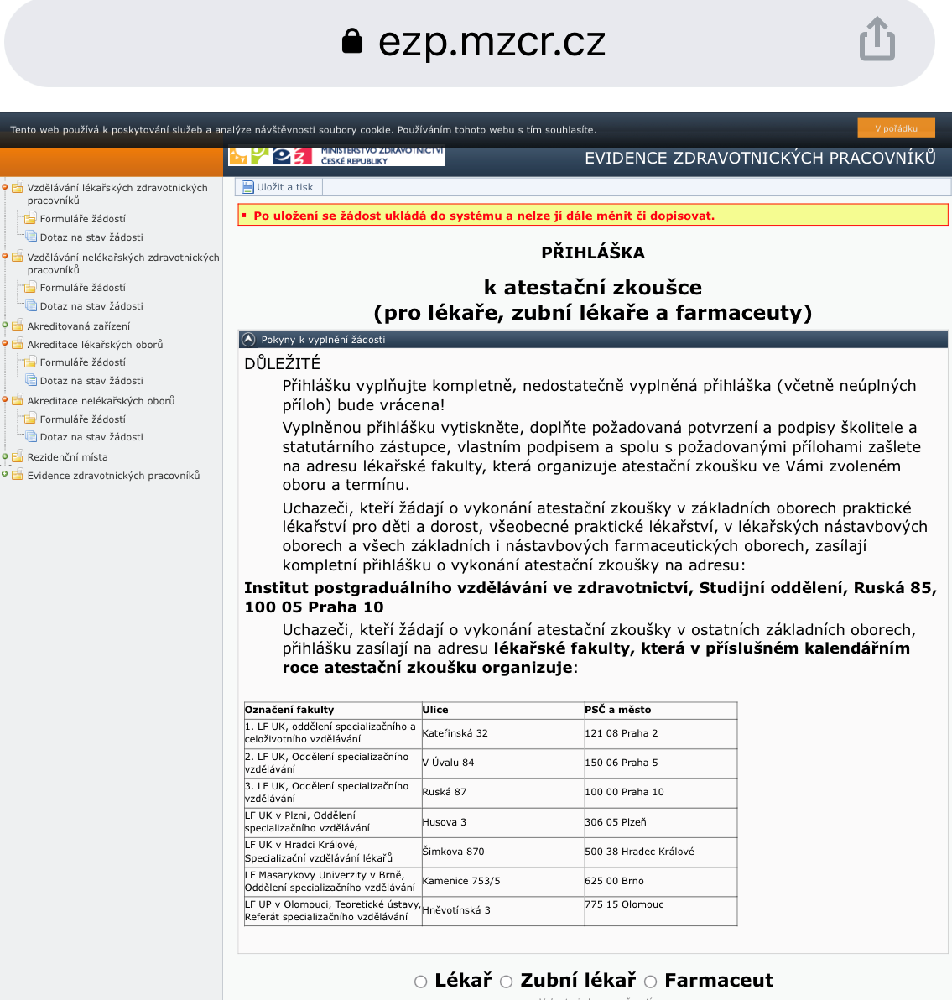 ezp.mzcr.cz
Tento web používá k poskytování služeb a analýze návštěvnosti soubory cookie. Používáním tohoto webu s tím souhlasíte.
V pořádku
MINISTERSTVO ZDRAVOTNICTVÍ
ČESKÉ REPUBLIKY
EVIDENCE ZDRAVOTNICKÝCH PRACOVNÍKŮ
Vzdělávání lékařských zdravotnických
pracovníků
Formuláře žádostí
Dotaz na stav žádosti
Vzdělávání nelékařských zdravotnických
pracovníků
Formuláře žádostí
Dotaz na stav žádosti
Akreditovaná zařízení
Akreditace lékařských oborů
Formuláře žádostí
Dotaz na stav žádosti
Akreditace nelékařských oborů
Formuláře žádostí
Dotaz na stav žádosti
Rezidenční místa
Evidence zdravotnických pracovníků
Uložit a tisk
Po uložení se žádost ukládá do systému a nelze jí dále měnit či dopisovat.
PŘIHLÁŠKA
k atestační zkoušce
(pro lékaře, zubní lékaře a farmaceuty)
Pokyny k vyplnění žádosti
DŮLEŽITÉ
Přihlášku vyplňujte kompletně, nedostatečně vyplněná přihláška (včetně neúplných
příloh) bude vrácena!
Vyplněnou přihlášku vytiskněte, doplňte požadovaná potvrzení a podpisy školitele a
statutárního zástupce, vlastním podpisem a spolu s požadovanými přílohami zašlete
na adresu lékařské fakulty, která organizuje atestační zkoušku ve Vámi zvoleném
oboru a termínu.
Uchazeči, kteří žádají o vykonání atestační zkoušky v základních oborech praktické
lékařství pro děti a dorost, všeobecné praktické lékařství, v lékařských nástavbových
oborech a všech základních i nástavbových farmaceutických oborech, zasílají
kompletní přihlášku o vykonání atestační zkoušky na adresu:
Institut postgraduálního vzdělávání ve zdravotnictví, Studijní oddělení, Ruská 85,
100 05 Praha 10
Uchazeči, kteří žádají o vykonání atestační zkoušky v ostatních základních oborech,
přihlášku zasílají na adresu lékařské fakulty, která v příslušném kalendářním
roce atestační zkoušku organizuje:
Označení fakulty Ulice PSČ a město
1. LF UK, oddělení specializačního a
celoživotního vzdělávání Kateřinská 32 121 08 Praha 2
2. LF UK, Oddělení specializačního
vzdělávání V Úvalu 84 150 06 Praha 5
3. LF UK, Oddělení specializačního
vzdělávání Ruská 87 100 00 Praha 10
LF UK v Plzni, Oddělení
specializačního vzdělávání Husova 3 306 05 Plzeň
LF UK v Hradci Králové,
Specializační vzdělávání lékařů Šimkova 870 500 38 Hradec Králové
LF Masarykovy Univerzity v Brně,
Oddělení specializačního vzdělávání Kamenice 753/5 625 00 Brno
LF UP v Olomouci, Teoretické ústavy,
Referát specializačního vzdělávání Hněvotínská 3 775 15 Olomouc
Lékař Zubní lékař Farmaceut